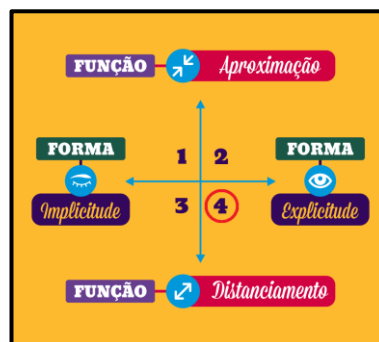 FUNÇÃO Aproximação
FORMA FORMA
1 2
Implicitude Explicitude
3 4
FUNÇÃO Distanciamento